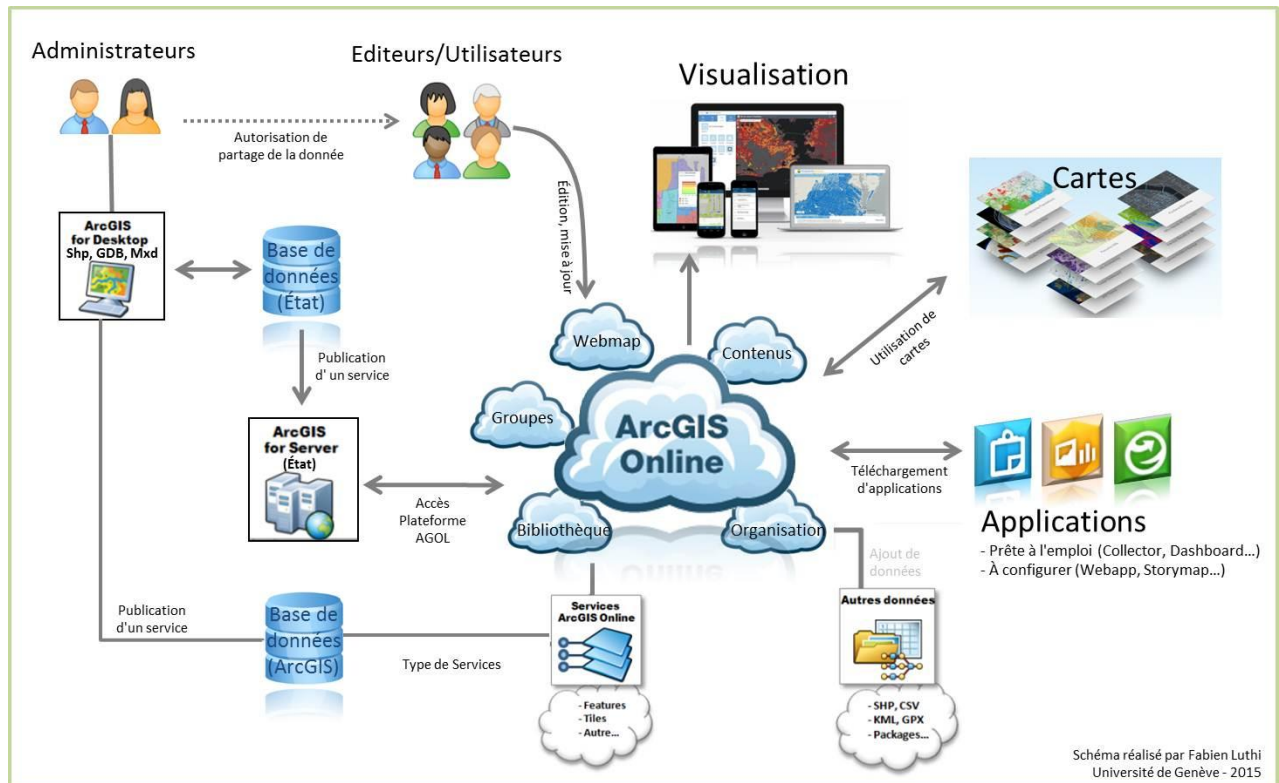 Administrateurs
Editeurs/Utilisateurs
Visualisation
Cartes
Autorisation de
partage de la donnée
Édition, mise à jour
ArcGIS
for Desktop
Shp, GDB, Mxd
Base de
données
(État)
Publication
d' un service
ArcGIS
for Server
(État)
Accès
Plateforme
AGOL
Webmap
Contenus
Groupes
ArcGIS
Online
Bibliothèque
Organisation
Utilisation de
cartes
Téléchargement
d'applications
Applications
- Prête à l'emploi (Collector, Dashboard...)
- À configurer (Webapp, Storymap...)
Ajout de
données
Publication
d'un service
Base de
données
(ArcGIS)
Type de Services
Services
ArcGIS Online
- Features
- Tiles
- Autre...
Autres données
- SHP, CSV
- KML, GPX
- Packages...
Schéma réalisé par Fabien Luthi
Université de Genève - 2015